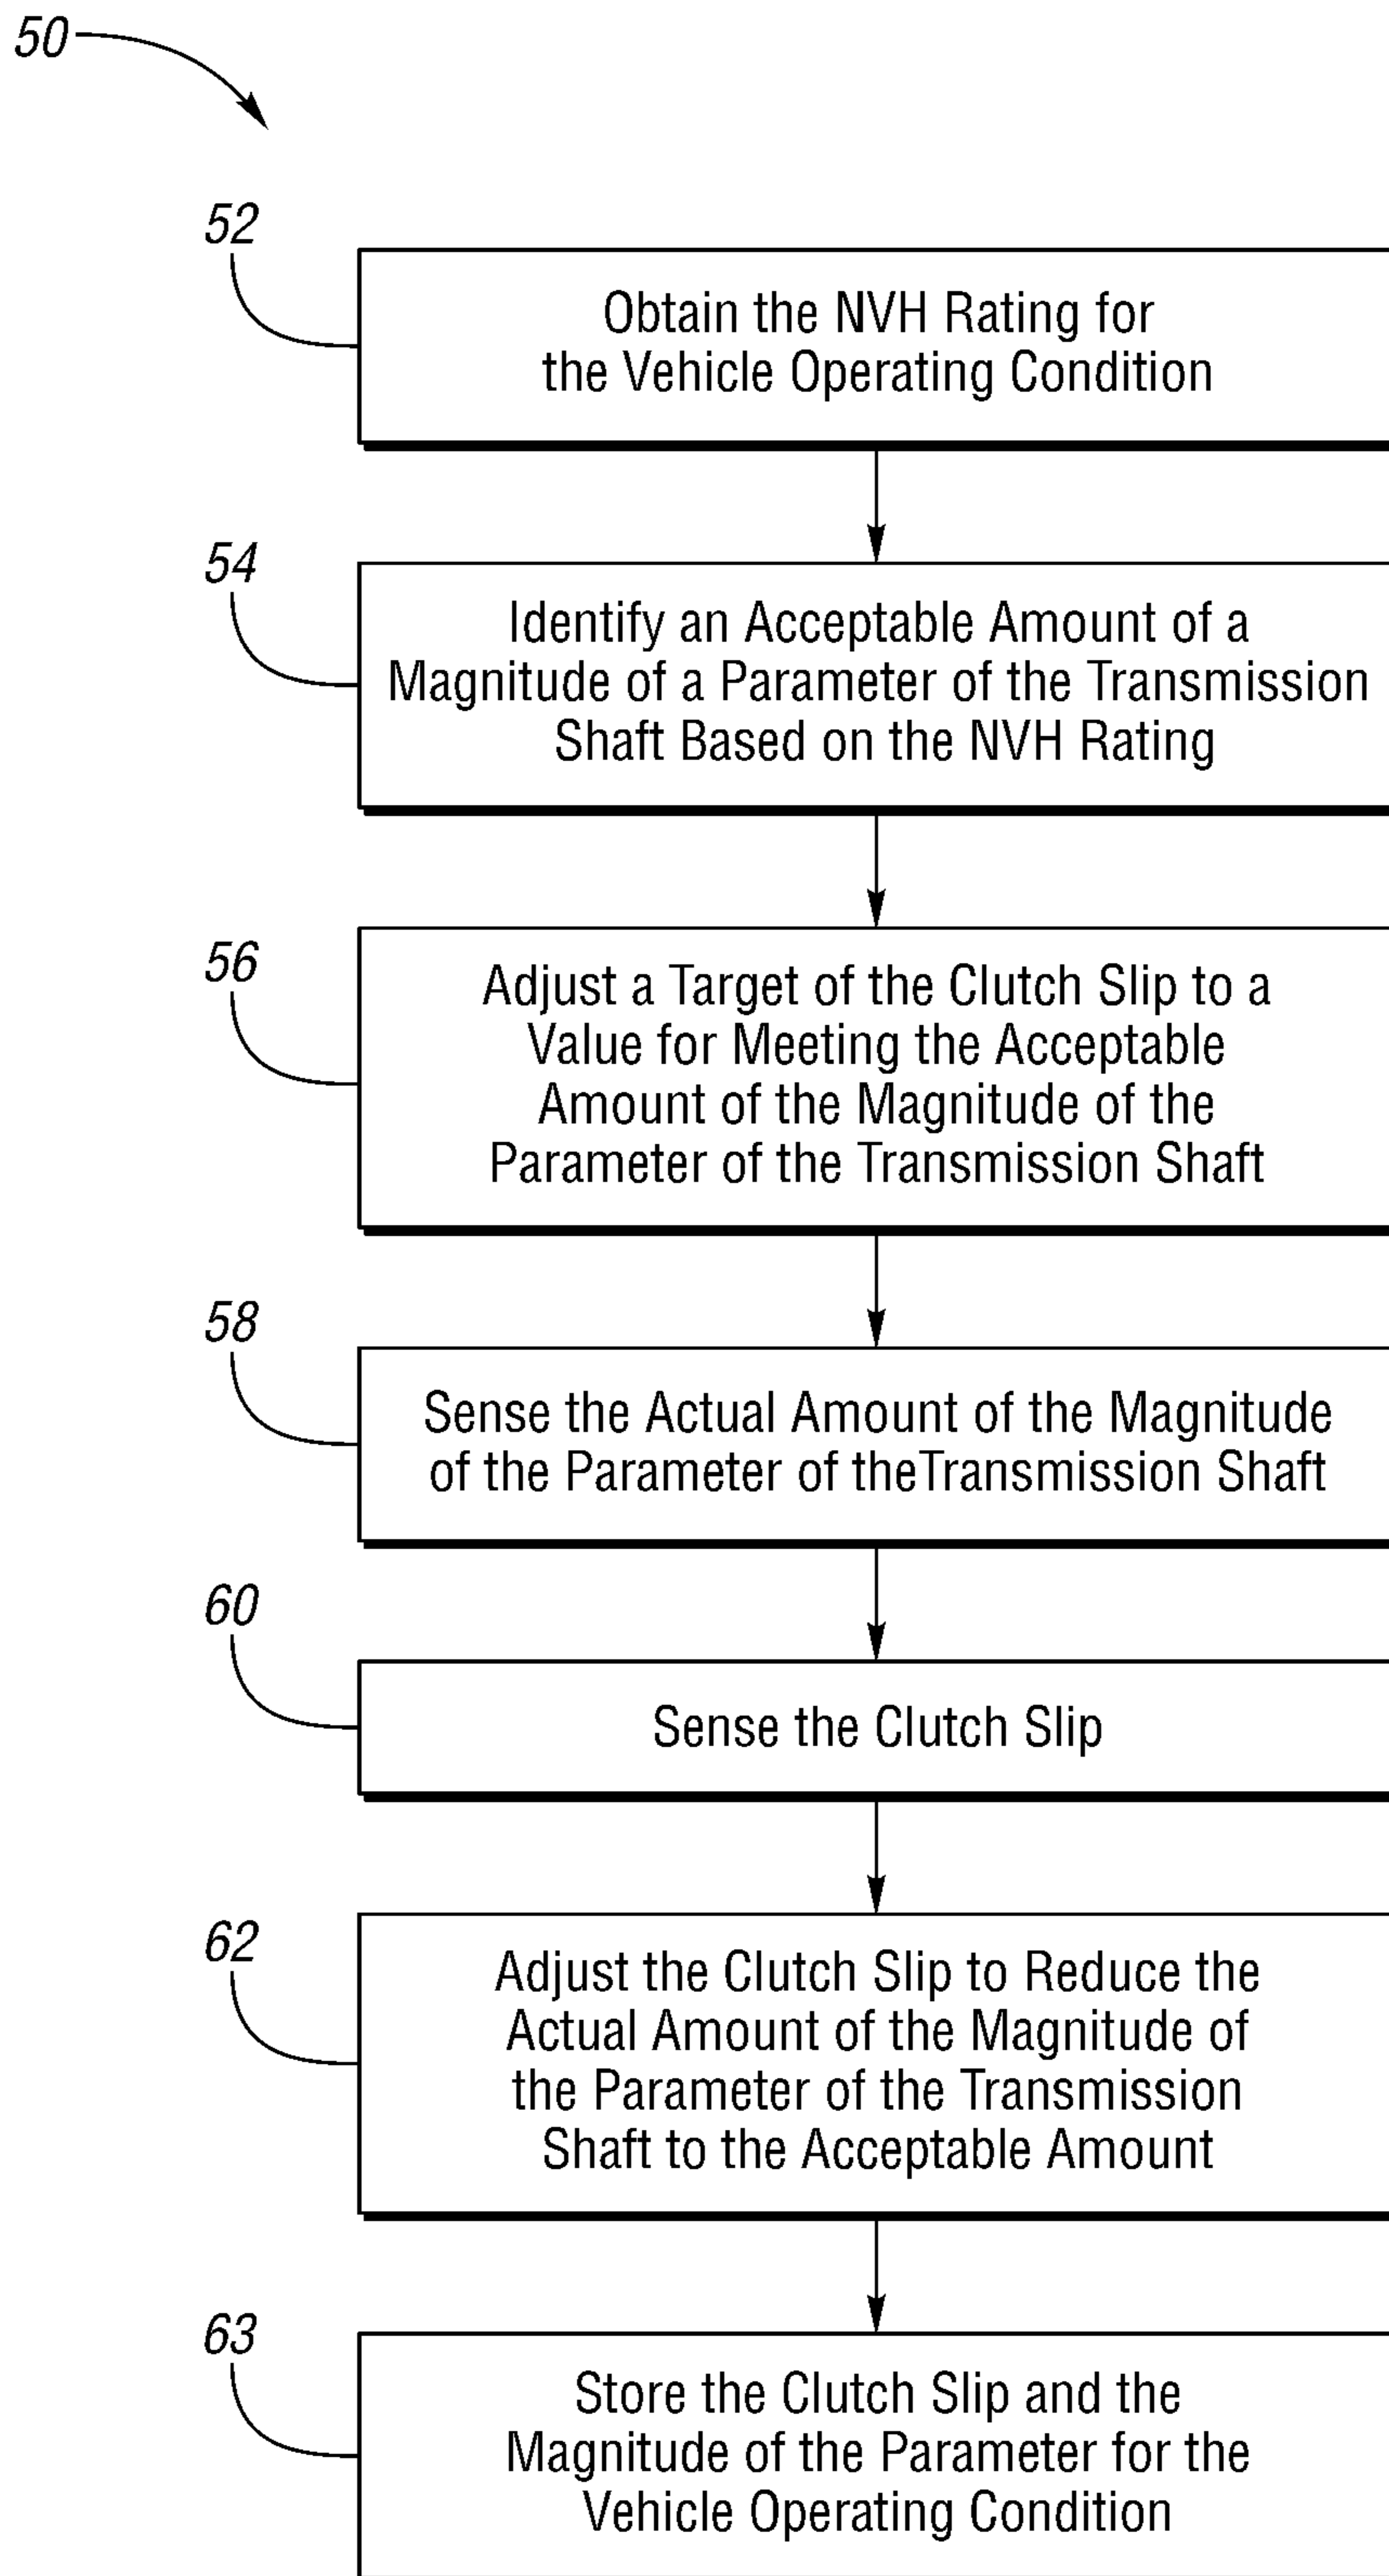 50
52
Obtain the NVH Rating for
the Vehicle Operating Condition
54
Identify an Acceptable Amount of a
Magnitude of a Parameter of the Transmission
Shaft Based on the NVH Rating
56
Adjust a Target of the Clutch Slip to a
Value for Meeting the Acceptable
Amount of the Magnitude of the
Parameter of the Transmission Shaft
58
Sense the Actual Amount of the Magnitude
of the Parameter of theTransmission Shaft
60
Sense the Clutch Slip
62
Adjust the Clutch Slip to Reduce the
Actual Amount of the Magnitude of
the Parameter of the Transmission
Shaft to the Acceptable Amount
63
Store the Clutch Slip and the
Magnitude of the Parameter for the
Vehicle Operating Condition